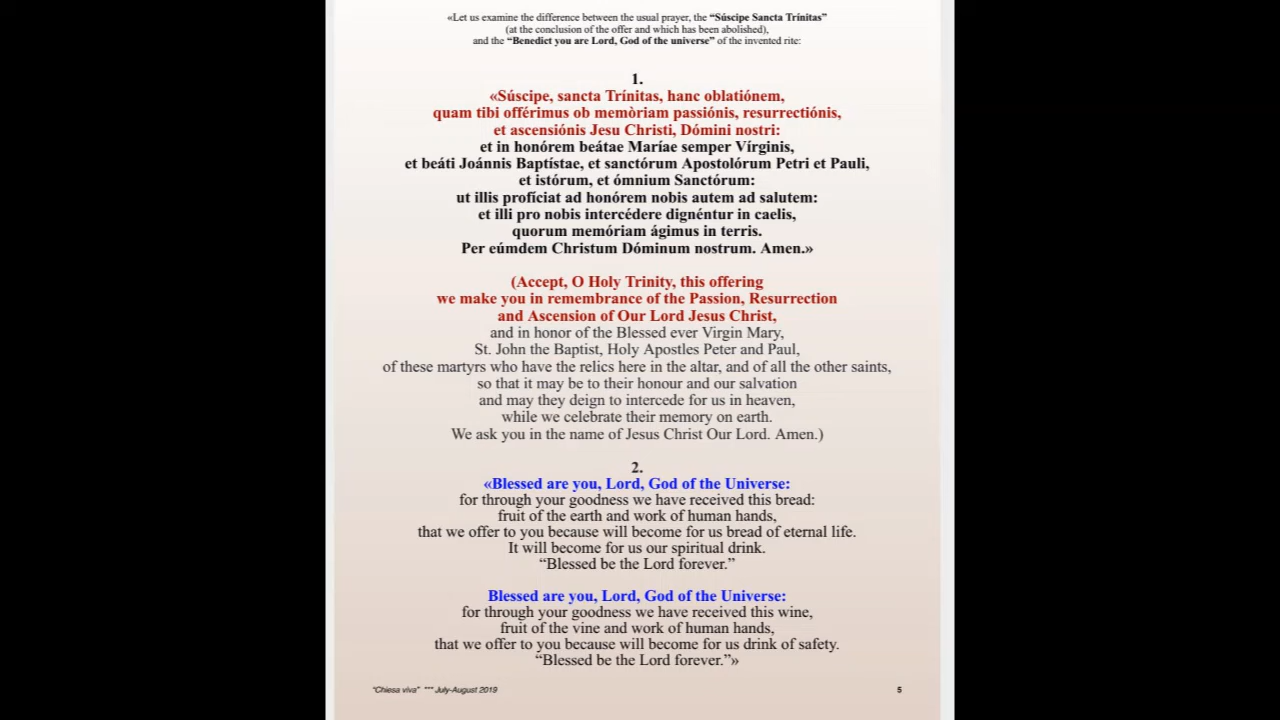 «Let us examine the difference between the usual prayer, the “Súscipe Sancta Trínitas”
(at the conclusion of the offer and which has been abolished),
and the “Benedict you are Lord, God of the universe” of the invented rite:
1.
«Súscipe, sancta Trínitas, hanc oblatiónem,
quam tibi offérimus ob memòriam passiónis, resurrectiónis,
et ascensiónis Jesu Christi, Dómini nostri:
et in honórem beátae Maríae semper Vírginis,
et beáti Joánnis Baptístae, et sanctórum Apostolórum Petri et Pauli,
et istórum, et ómnium Sanctórum:
ut illis profíciat ad honórem nobis autem ad salutem:
et illi pro nobis intercédere dignéntur in caelis,
quorum memóriam ágimus in terris.
Per eúmdem Christum Dóminum nostrum. Amen.»
(Accept, O Holy Trinity, this offering
we make you in remembrance of the Passion, Resurrection
and Ascension of Our Lord Jesus Christ,
and in honor of the Blessed ever Virgin Mary,
St. John the Baptist, Holy Apostles Peter and Paul,
of these martyrs who have the relics here in the altar, and of all the other saints,
so that it may be to their honour and our salvation
and may they deign to intercede for us in heaven,
while we celebrate their memory on earth.
We ask you in the name of Jesus Christ Our Lord. Amen.)
2.
«Blessed are you, Lord, God of the Universe:
for through your goodness we have received this bread:
fruit of the earth and work of human hands,
that we offer to you because will become for us bread of eternal life.
It will become for us our spiritual drink.
“Blessed be the Lord forever.”
Blessed are you, Lord, God of the Universe:
for through your goodness we have received this wine,
fruit of the vine and work of human hands,
that we offer to you because will become for us drink of safety.
“Blessed be the Lord forever.”»
“Chiesa viva” *** July-August 2019 5